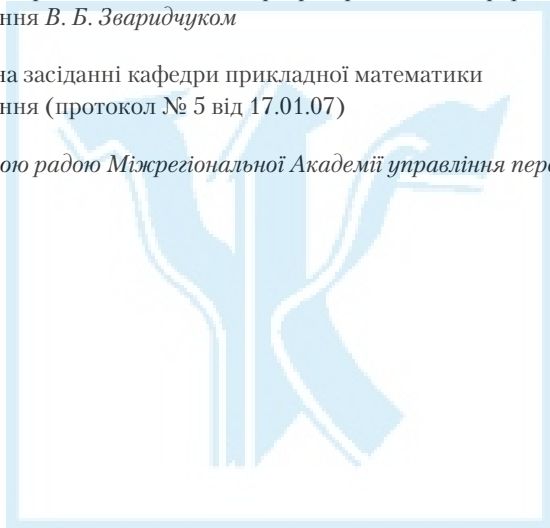 ння В. Б. Зваридчуком
на засіданні кафедри прикладної математики
ння (протокол № 5 від 17.01.07)
ою радою Міжрегіональної Академії управління перс